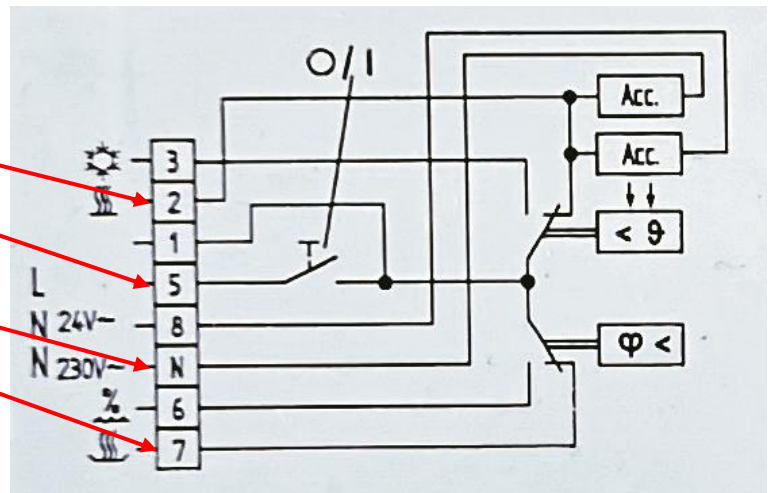 O/I
Acc.
3
Acc.
2
1
< ϑ
L
5
N 24V~
8
N 230V~
N
φ <
%
6
7